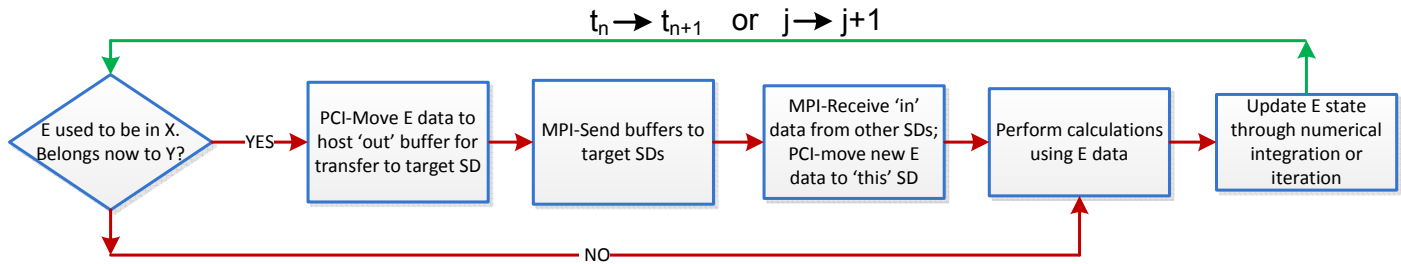 tn → tn+1 or j → j+1
E used to be in X.
Belongs now to Y?
YES
PCI-Move E data to
host ‘out’ buffer for
transfer to target SD
MPI-Send buffers to
target SDs
MPI-Receive ‘in’
data from other SDs;
PCI-move new E
data to ‘this’ SD
Perform calculations
using E data
Update E state
through numerical
integration or
iteration
NO